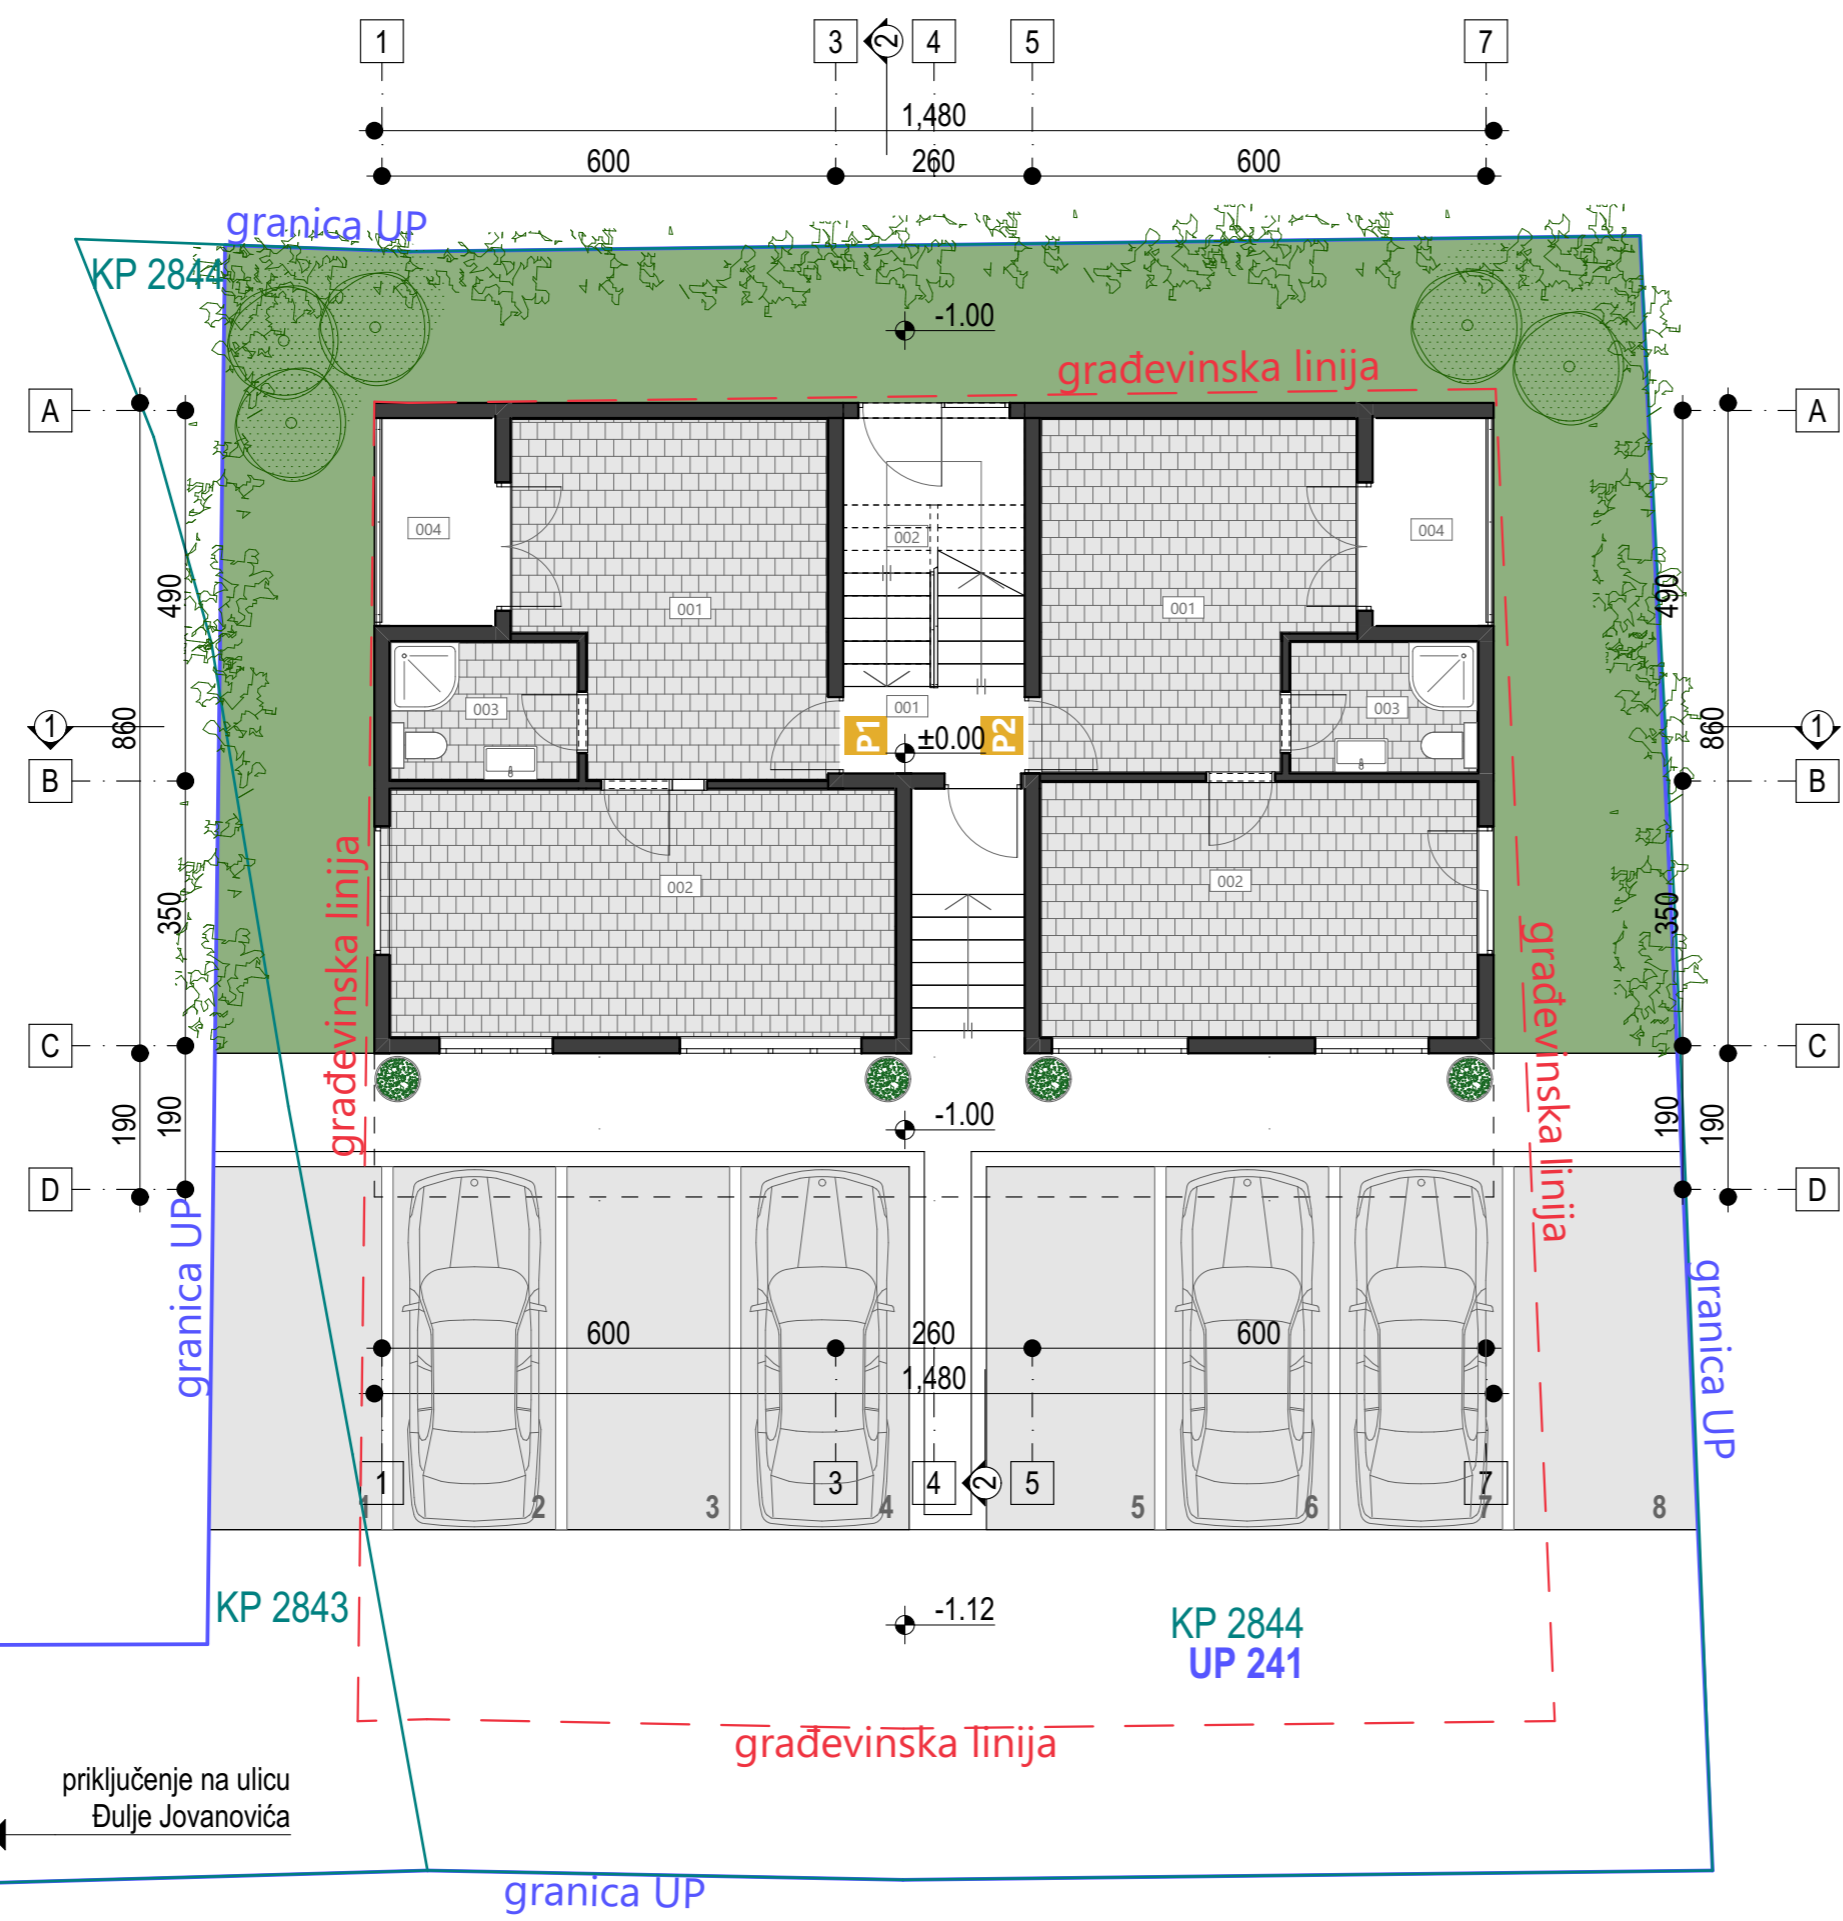 1
3
2
4
5
7
1,480
600
260
600
granica UP
KP 2844
-1.00
građevinska linija
A
A
004
002
004
490
001
001
490
003
001
003
860
P1
±0.00
P2
860
1
1
B
B
građevinska linija
002
002
350
350
građevinska linija
C
C
190
190
-1.00
190
190
D
D
granica UP
granica UP
600
260
600
1,480
1
3
4
2
5
7
1
2
3
4
5
6
7
8
KP 2843
-1.12
KP 2844
UP 241
građevinska linija
priključenje na ulicu
Đulje Jovanovića
granica UP